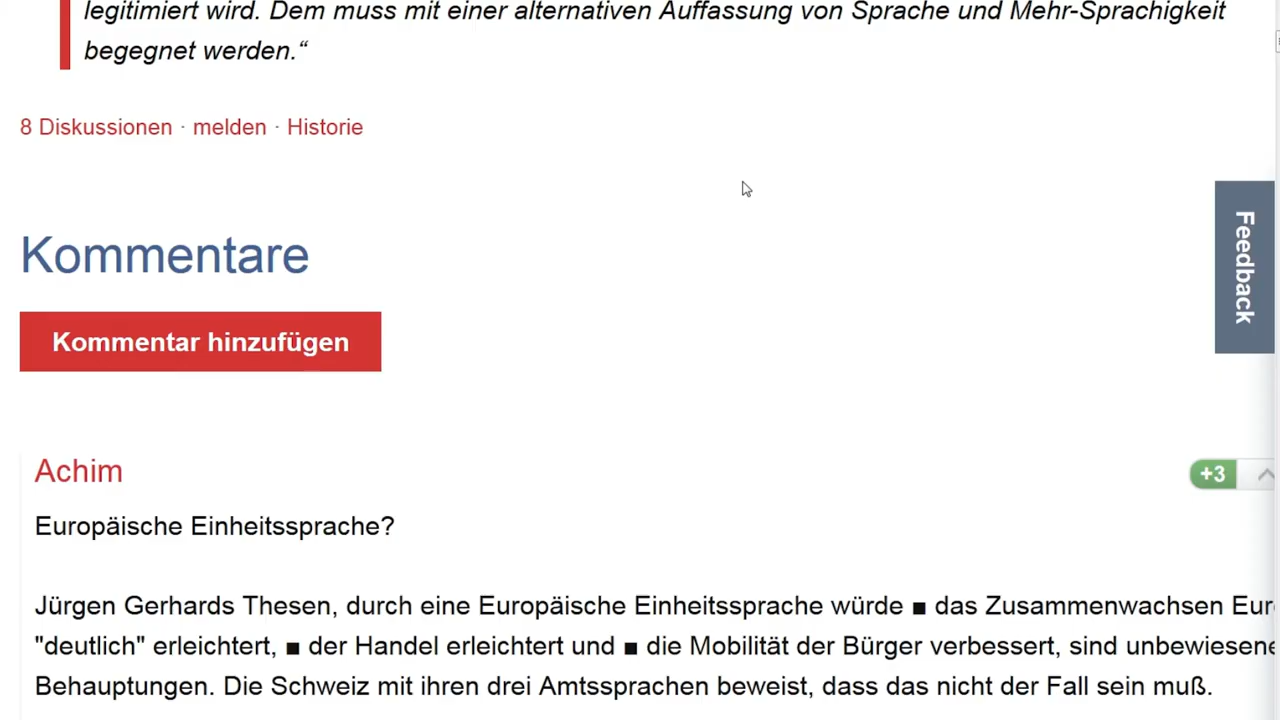 legitimiert wird. Dem muss mit einer alternativen Auffassung von Sprache und Mehr-Sprachigkeit
begegnet werden.“
8 Diskussionen · melden · Historie
Feedback
Kommentare
Kommentar hinzufügen
Achim
+3
Europäische Einheitssprache?
Jürgen Gerhards Thesen, durch eine Europäische Einheitssprache würde ■ das Zusammenwachsen
"deutlich" erleichtert, ■ der Handel erleichtert und ■ die Mobilität der Bürger verbessert, sind unbewiesene
Behauptungen. Die Schweiz mit ihren drei Amtssprachen beweist, dass das nicht der Fall sein muß.